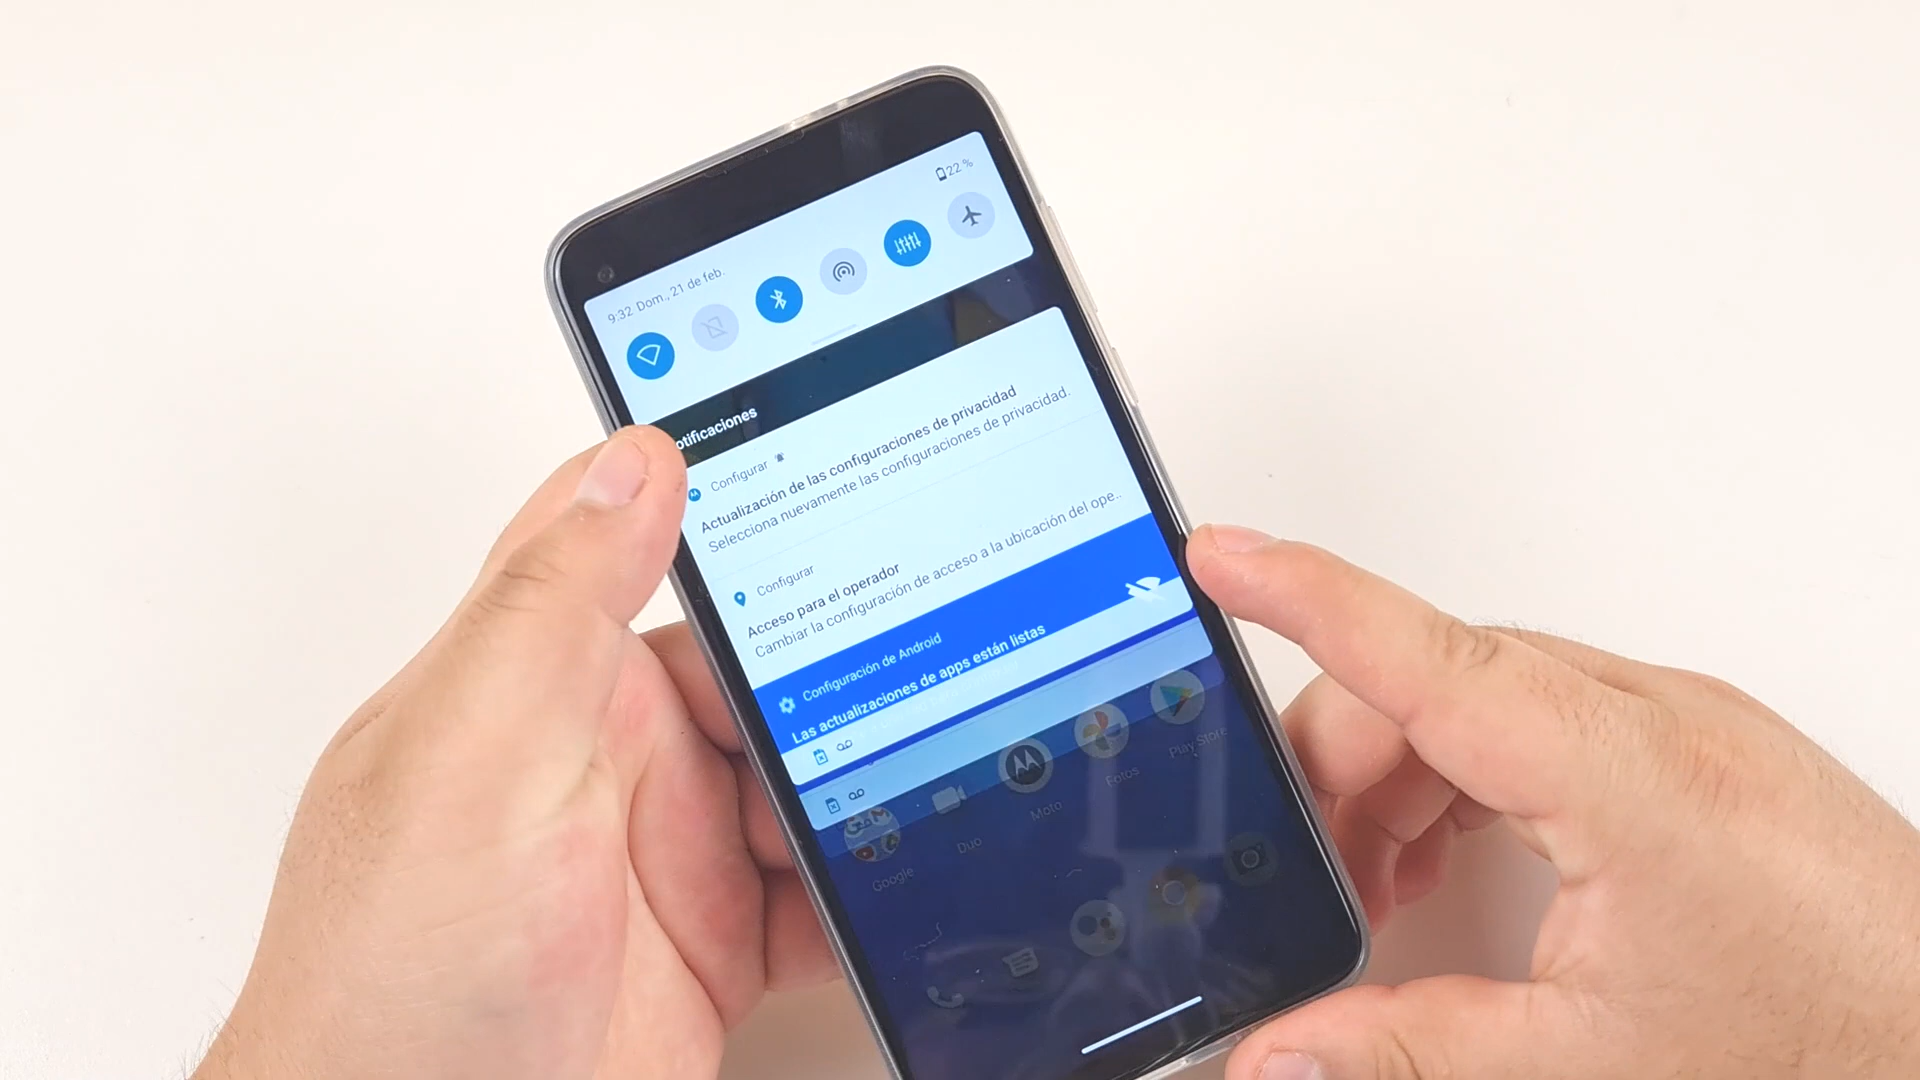 22 %
9:32 Dom., 21 de feb.
otificaciones
Configurar
Actualización de las configuraciones de privacidad
Selecciona nuevamente las configuraciones de privacidad.
Configurar
Acceso para el operador
Cambiar la configuración de acceso a la ubicación del ope..
Configuración de Android
Las actualizaciones de apps están listas
Google
Duo
Moto
Fotos
Play Store